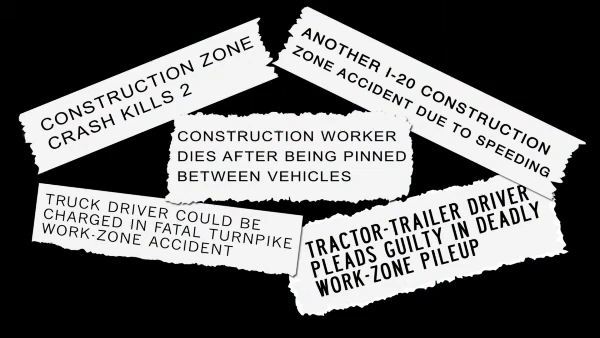 CONSTRUCTION ZONE
CRASH KILLS 2
ANOTHER I-20 CONSTRUCTION
ZONE ACCIDENT DUE TO SPEEDING
CONSTRUCTION WORKER
DIES AFTER BEING PINNED
BETWEEN VEHICLES
TRUCK DRIVER COULD BE
CHARGED IN FATAL TURNPIKE
WORK-ZONE ACCIDENT
TRACTOR-TRAILER DRIVER
PLEADS GUILTY IN DEADLY
WORK-ZONE PILEUP